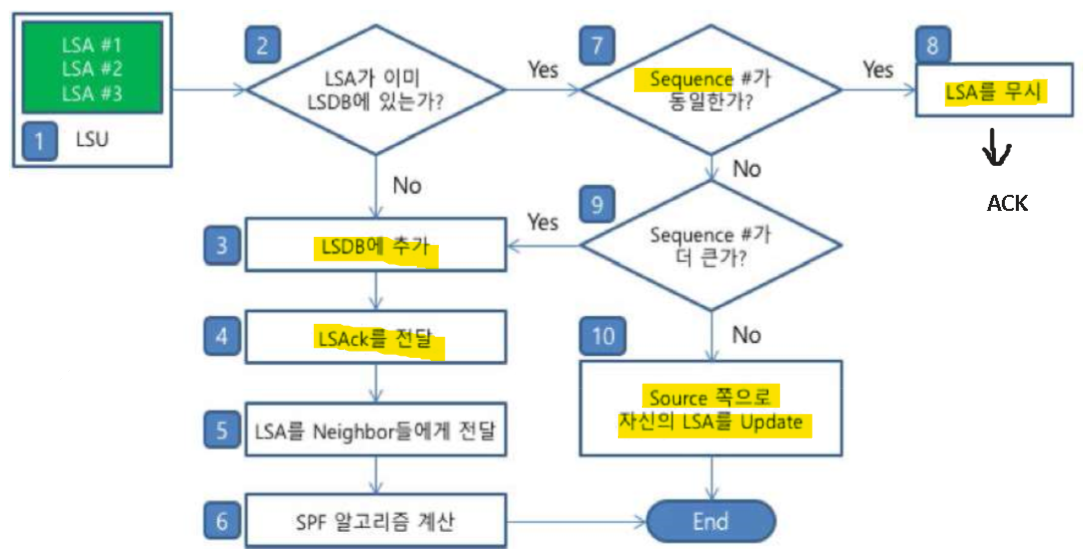 LSA #1
LSA #2
LSA #3
1
LSU
2
LSA가 이미
LSDB에 있는가?
Yes
7
Sequence #가
동일한가?
Yes
8
LSA를 무시
ACK
No
No
3
LSDB에 추가
Yes
9
Sequence #가
더 큰가?
4
LSAck를 전달
No
10
Source 쪽으로
자신의 LSA를 Update
5
LSA를 Neighbor들에게 전달
6
SPF 알고리즘 계산
End